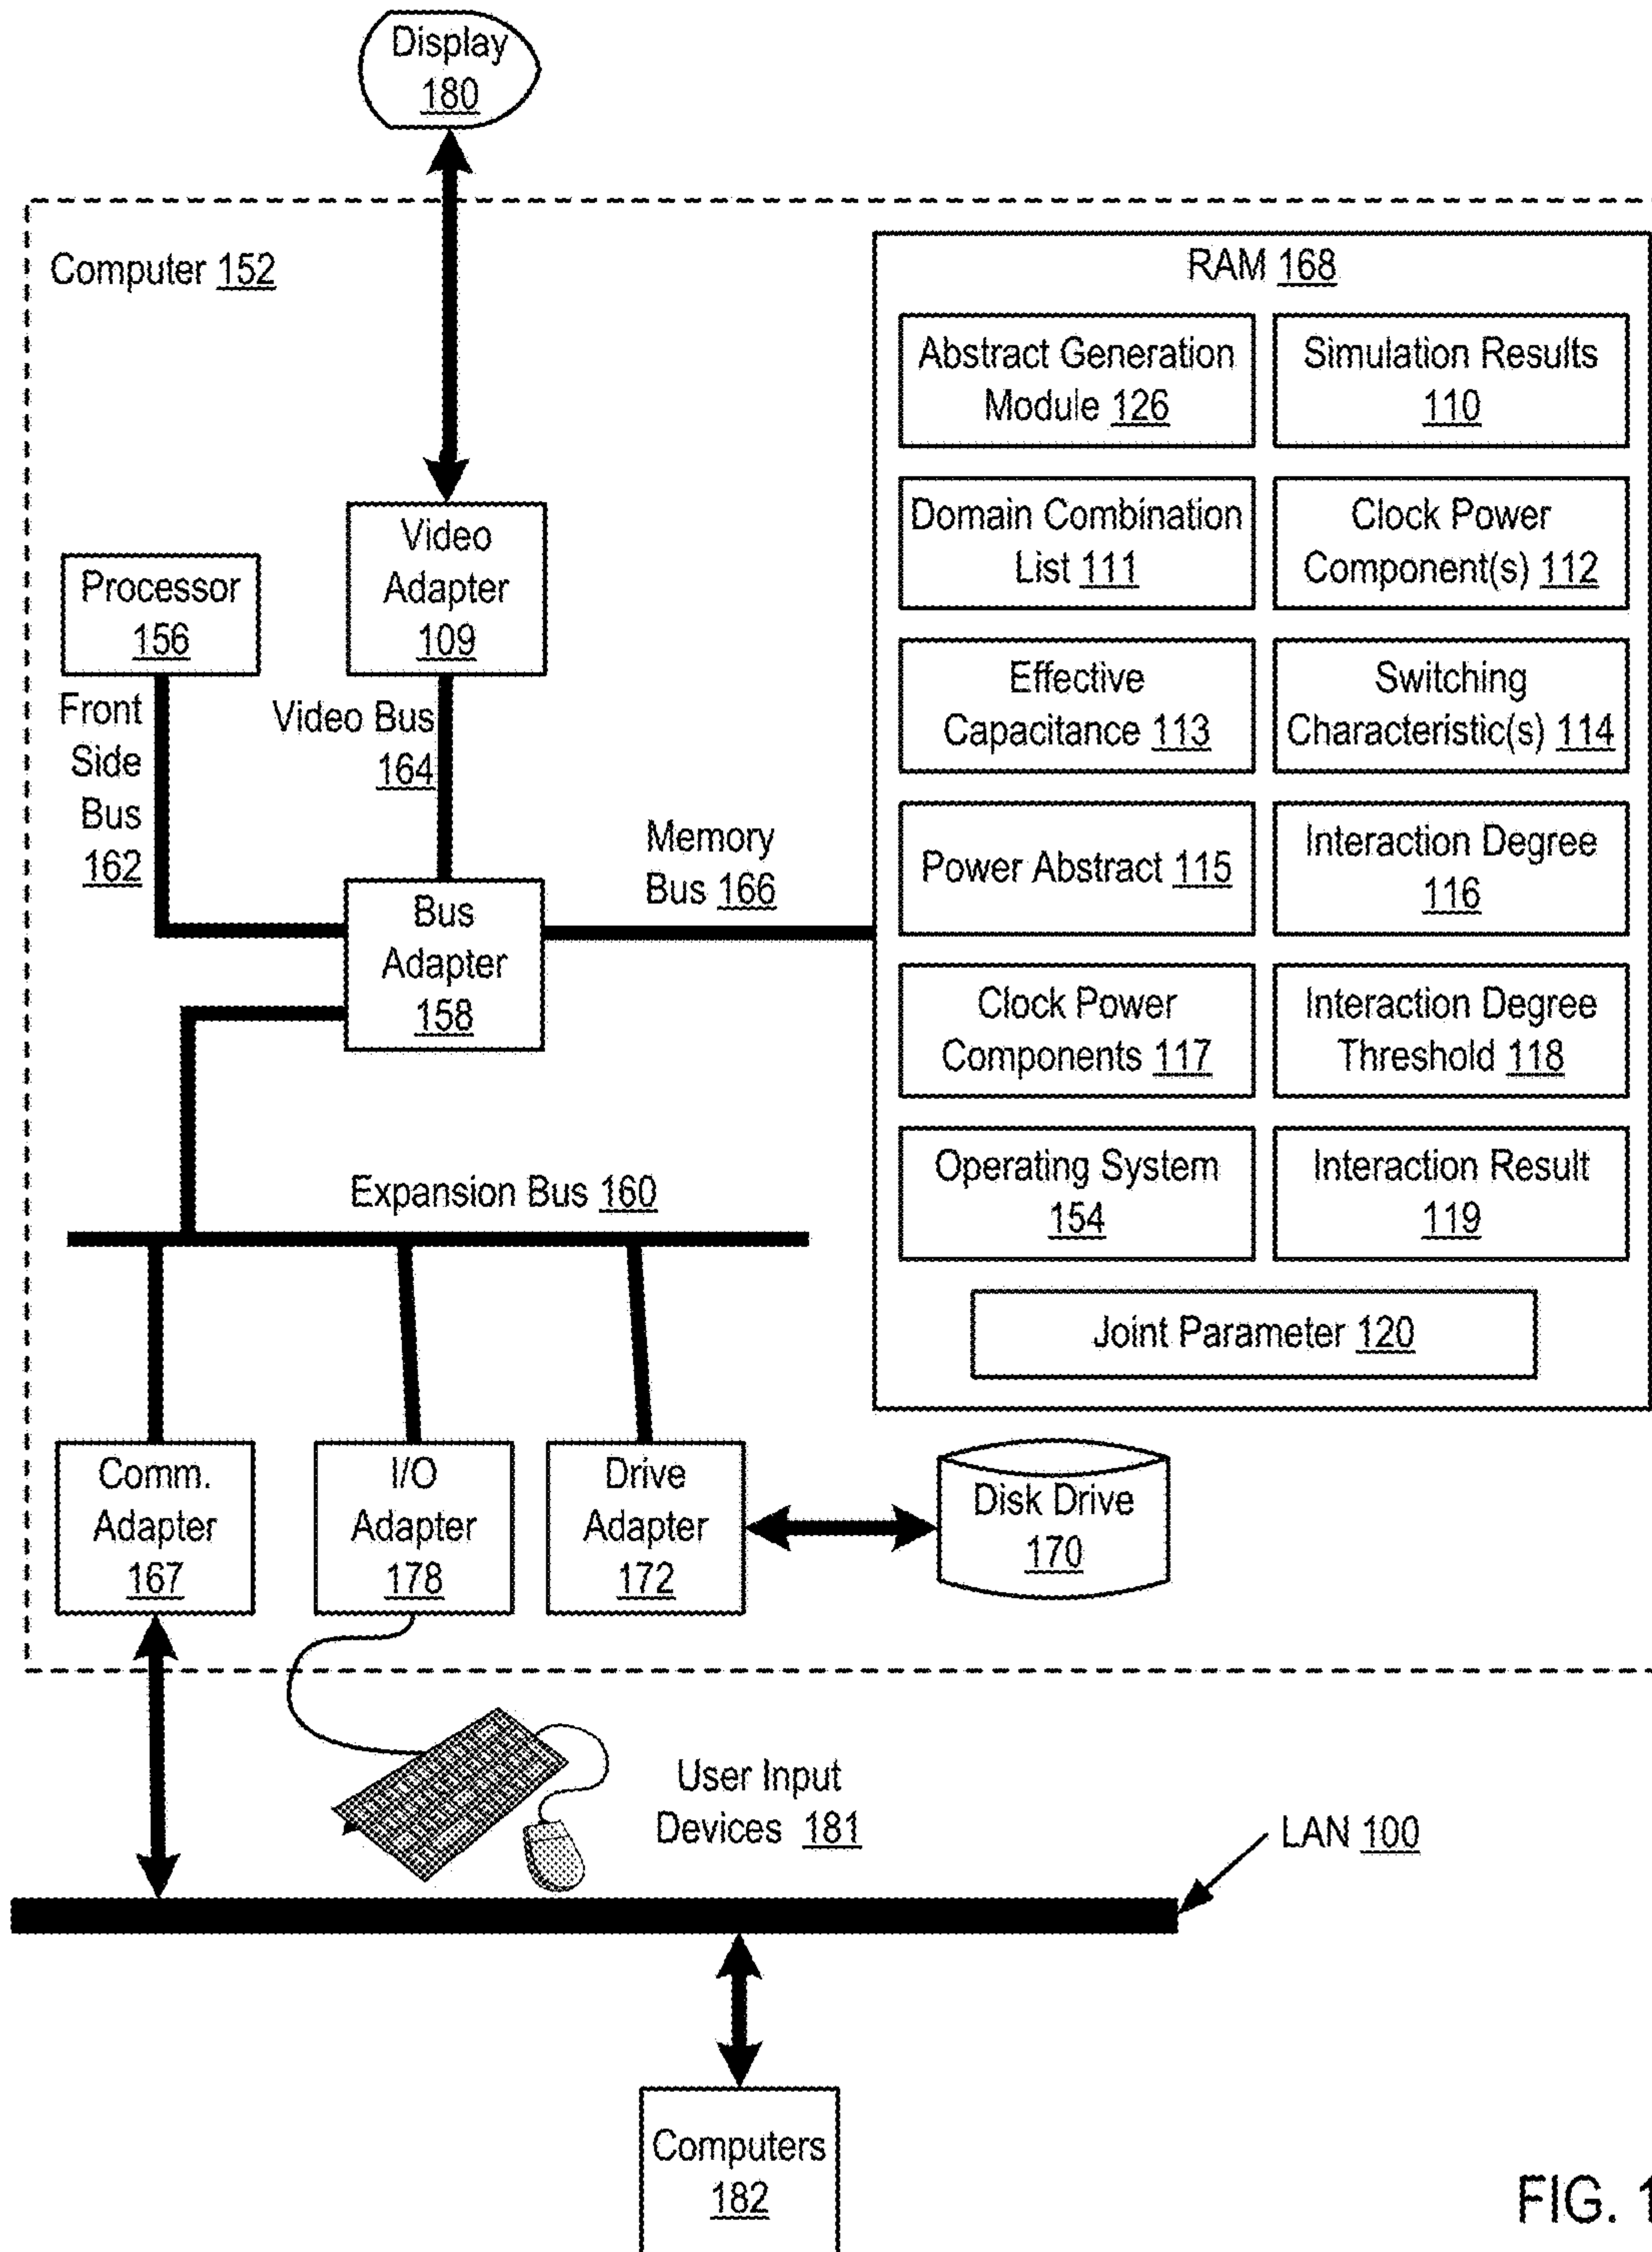 Display
180
Computer 152
RAM 168
Abstract Generation
Module 126
Simulation Results
110
Domain Combination
List 111
Clock Power
Component(s) 112
Effective
Capacitance 113
Switching
Characteristic(s) 114
Power Abstract 115
Interaction Degree
116
Clock Power
Components 117
Interaction Degree
Threshold 118
Operating System
154
Interaction Result
119
Joint Parameter 120
Video
Adapter
109
Processor
156
Front
Side
Bus
162
Video Bus
164
Memory
Bus 166
Bus
Adapter
158
Expansion Bus 160
Comm.
Adapter
167
I/O
Adapter
178
Drive
Adapter
172
Disk Drive
170
User Input
Devices 181
LAN 100
Computers
182
FIG. 1